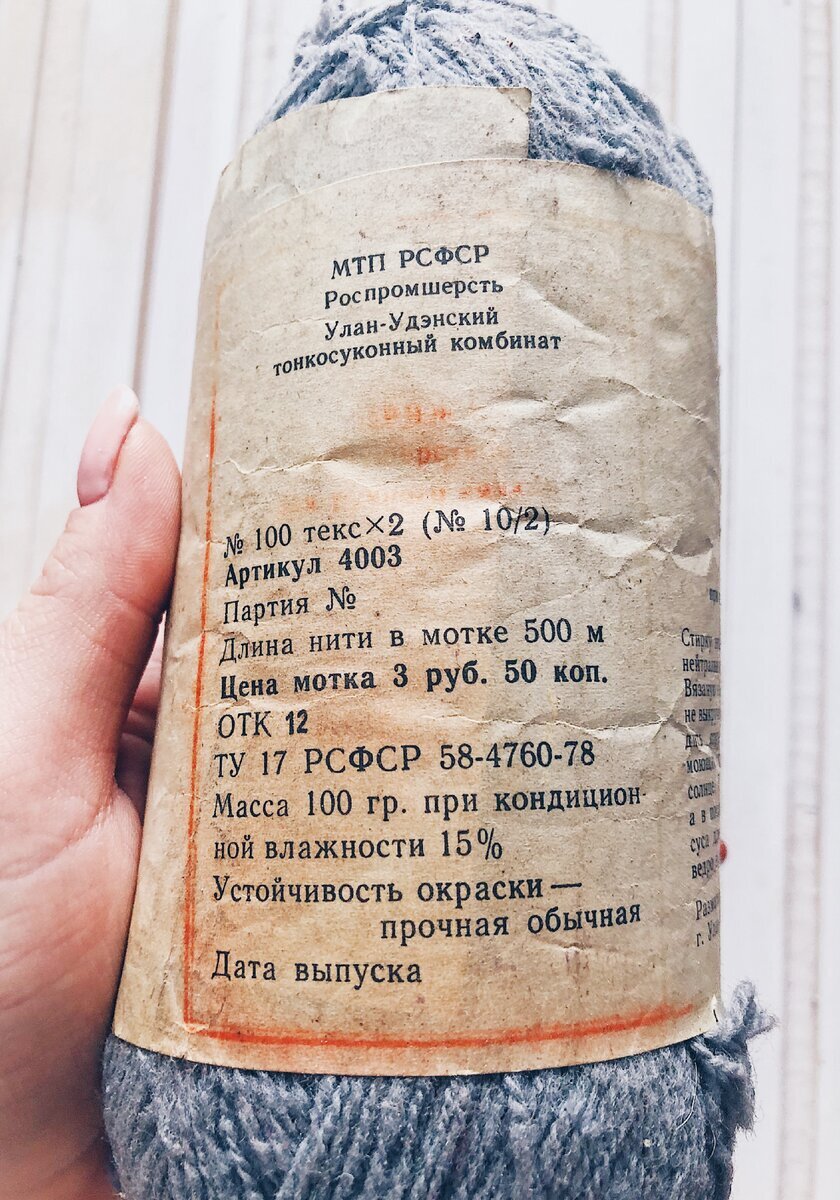 МТП РСФСР
Роспромшерсть
Улан-Удэнский
тонкосуконный комбинат
№ 100 текс×2 (№ 10/2)
Артикул 4003
Партия №
Длина нити в мотке 500 м
Цена мотка 3 руб. 50 коп.
ОТК 12
ТУ 17 РСФСР 58-4760-78
Масса 100 гр. при кондицион-
ной влажности 15%
Устойчивость окраски —
прочная обычная
Дата выпуска
Стирку
не
а в
г.